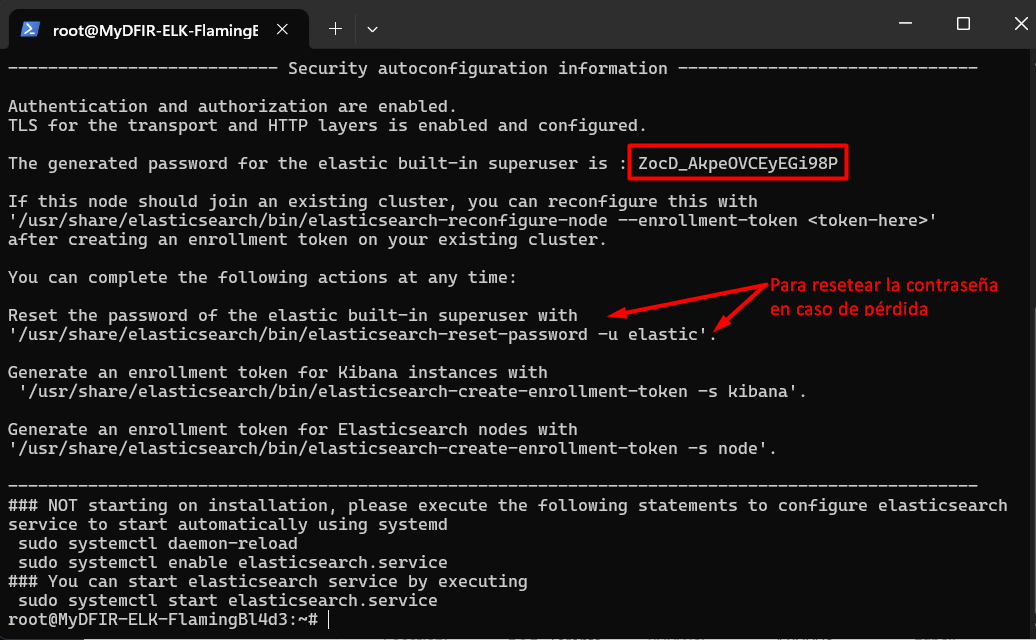 root@MyDFIR-ELK-FlamingB
---------------------------- Security autoconfiguration information ------------------------------
Authentication and authorization are enabled.
TLS for the transport and HTTP layers is enabled and configured.
The generated password for the elastic built-in superuser is : ZocD_AkpeOVCEyEGi98P
If this node should join an existing cluster, you can reconfigure this with
'/usr/share/elasticsearch/bin/elasticsearch-reconfigure-node --enrollment-token <token-here>'
after creating an enrollment token on your existing cluster.
You can complete the following actions at any time:
Para resetear la contraseña
en caso de pérdida
Reset the password of the elastic built-in superuser with
'/usr/share/elasticsearch/bin/elasticsearch-reset-password -u elastic'.
Generate an enrollment token for Kibana instances with
'/usr/share/elasticsearch/bin/elasticsearch-create-enrollment-token -s kibana'.
Generate an enrollment token for Elasticsearch nodes with
'/usr/share/elasticsearch/bin/elasticsearch-create-enrollment-token -s node'.
-------------------------------------------------------------------------------------------------
### NOT starting on installation, please execute the following statements to configure elasticsearch
service to start automatically using systemd
sudo systemctl daemon-reload
sudo systemctl enable elasticsearch.service
### You can start elasticsearch service by executing
sudo systemctl start elasticsearch.service
root@MyDFIR-ELK-FlamingBl4d3:~#